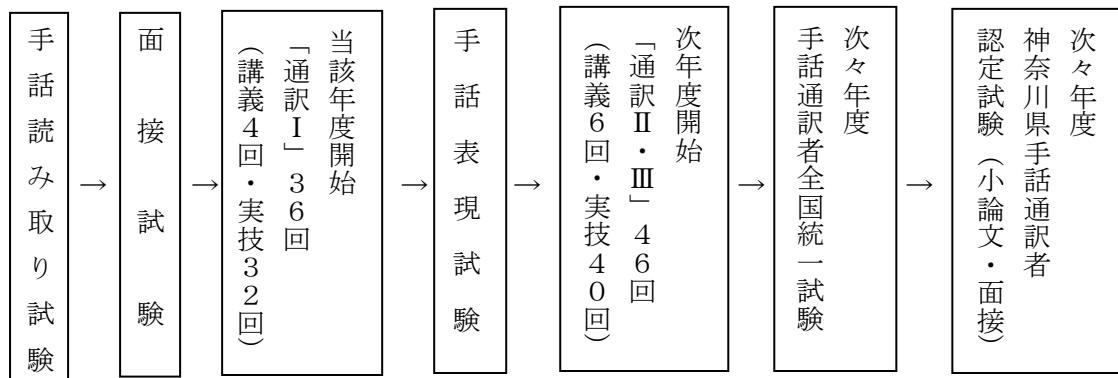 手話読み取り試験
→
面接試験
→
当該年度開始
「通訳Ⅰ」３６回
（講義４回・実技３２回）
→
手話表現試験
→
次年度開始
「通訳Ⅱ・Ⅲ」４６回
（講義６回・実技４０回）
→
次々年度
手話通訳者全国統一試験
→
次々年度
神奈川県手話通訳者
認定試験（小論文・面接）